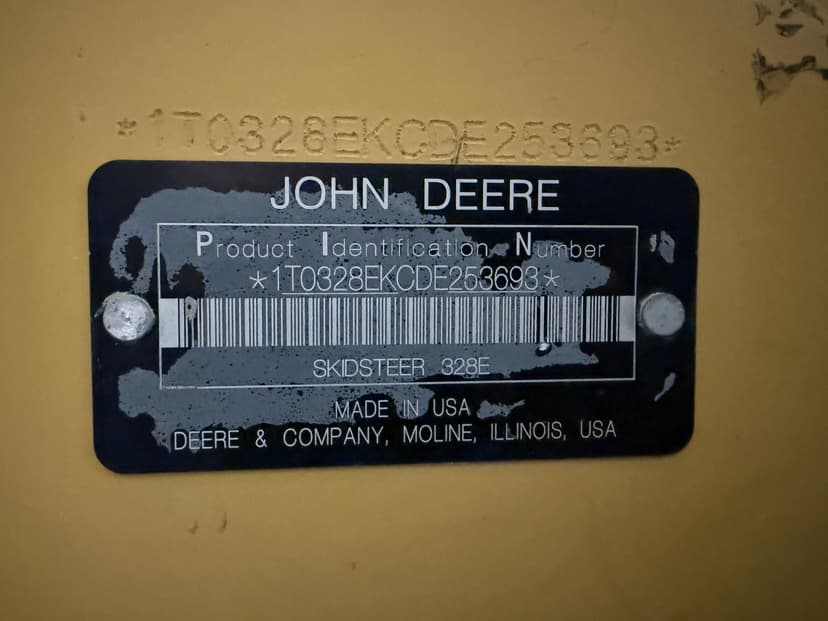 *1T0328EKCDE253693*
JOHN DEERE
Product Identification Number
*1T0328EKCDE253693*
SKIDSTEER 328E
MADE IN USA
DEERE & COMPANY, MOLINE, ILLINOIS, USA